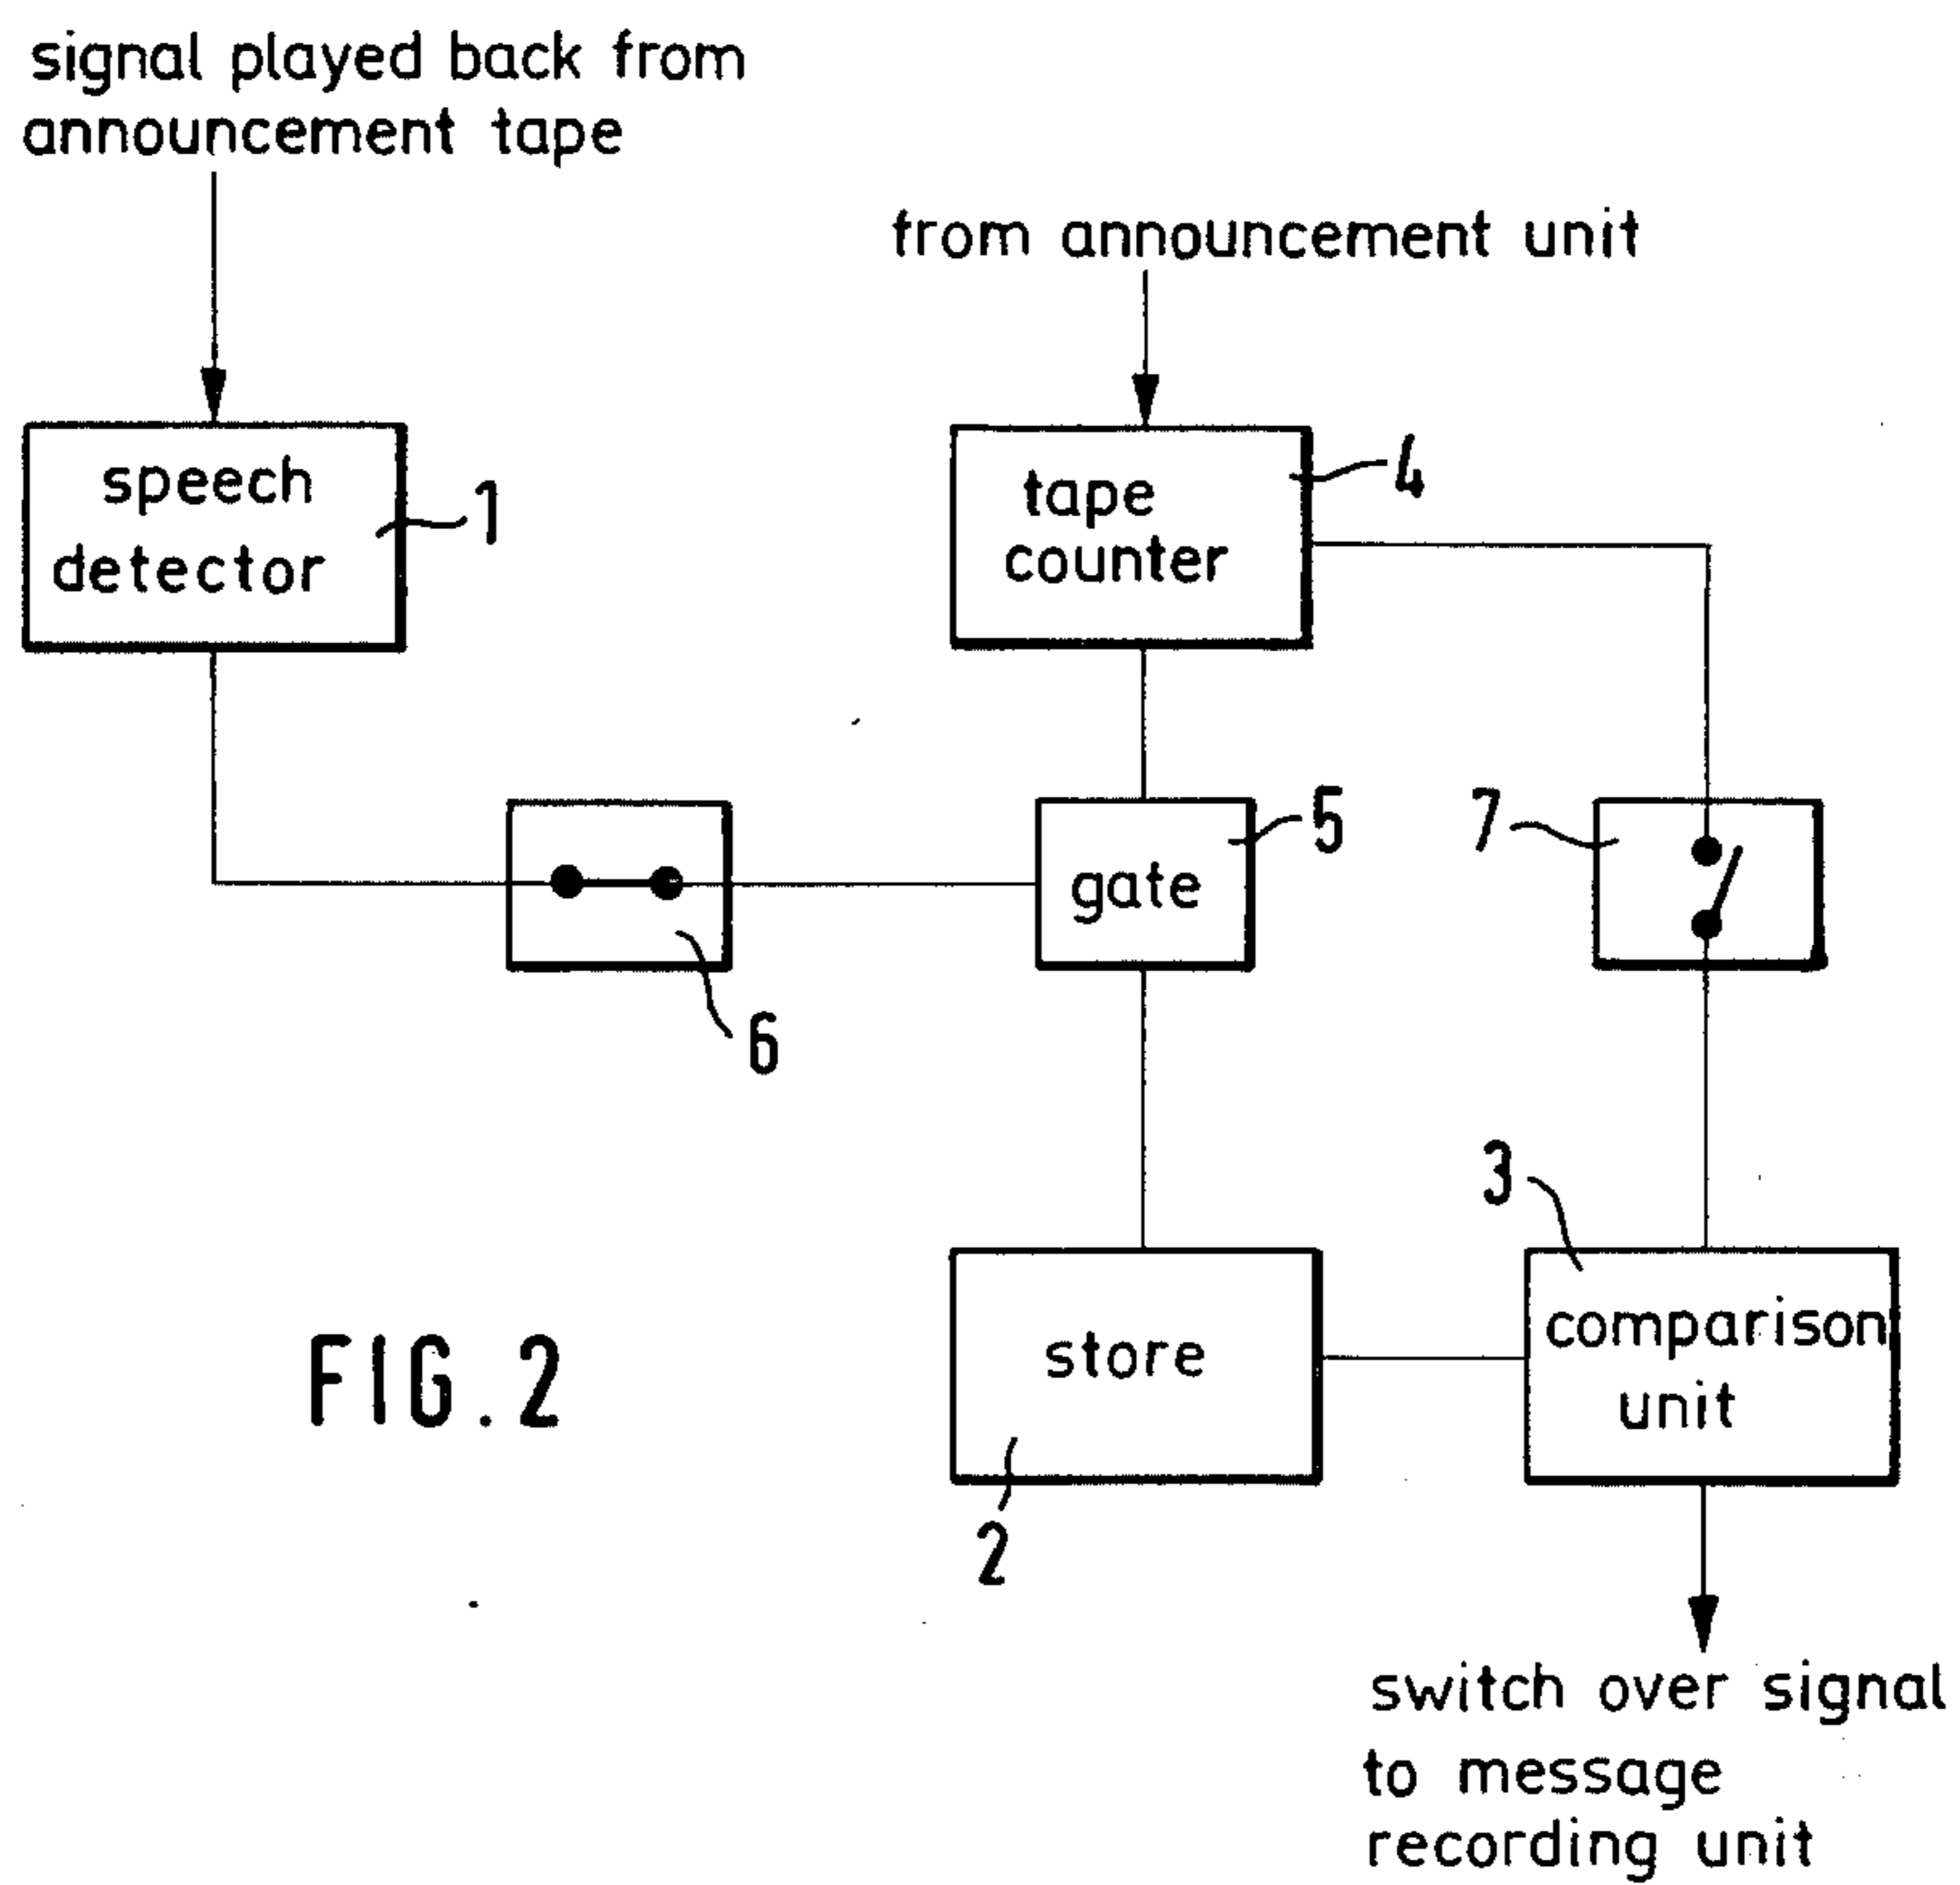 signal played back from
announcement tape
from announcement unit
speech
detector
1
tape
counter
4
gate
5
7
6
3
store
comparison
unit
2
FIG. 2
switch over signal
to message
recording unit